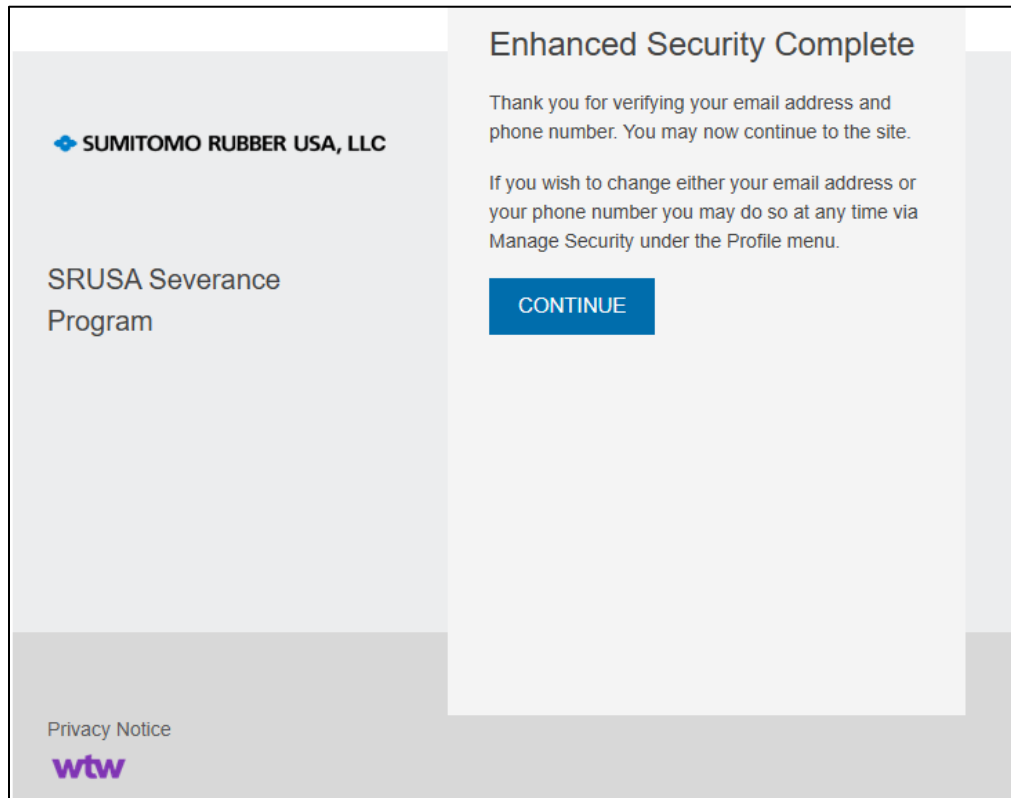 Enhanced Security Complete
Thank you for verifying your email address and
phone number. You may now continue to the site.
If you wish to change either your email address or
your phone number you may do so at any time via
Manage Security under the Profile menu.
CONTINUE
SUMITOMO RUBBER USA, LLC
SRUSA Severance
Program
Privacy Notice
wtw